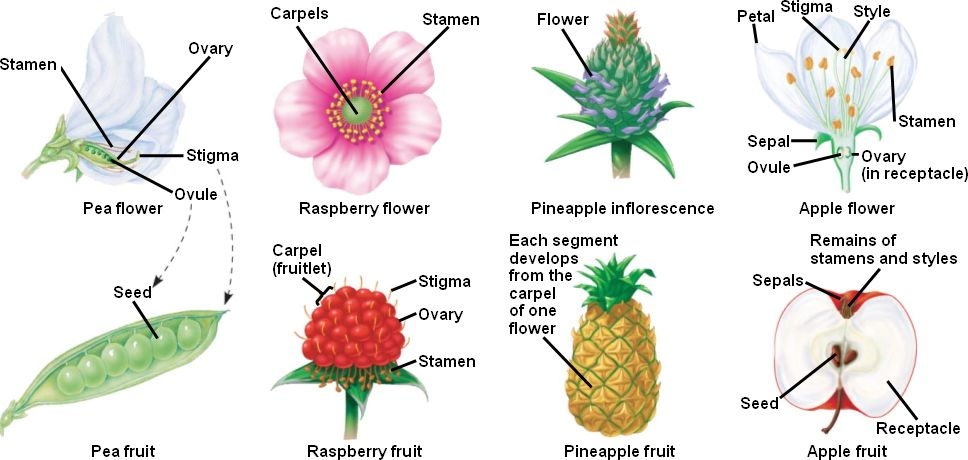 Stamen
Ovary
Stigma
Ovule
Pea flower
Carpels
Stamen
Raspberry flower
Flower
Pineapple inflorescence
Petal
Stigma
Style
Stamen
Sepal
Ovule
Ovary
(in receptacle)
Apple flower
Seed
Pea fruit
Carpel
(fruitlet)
Stigma
Ovary
Stamen
Raspberry fruit
Each segment
develops
from the
carpel
of one
flower
Pineapple fruit
Remains of
stamens and styles
Sepals
Seed
Receptacle
Apple fruit